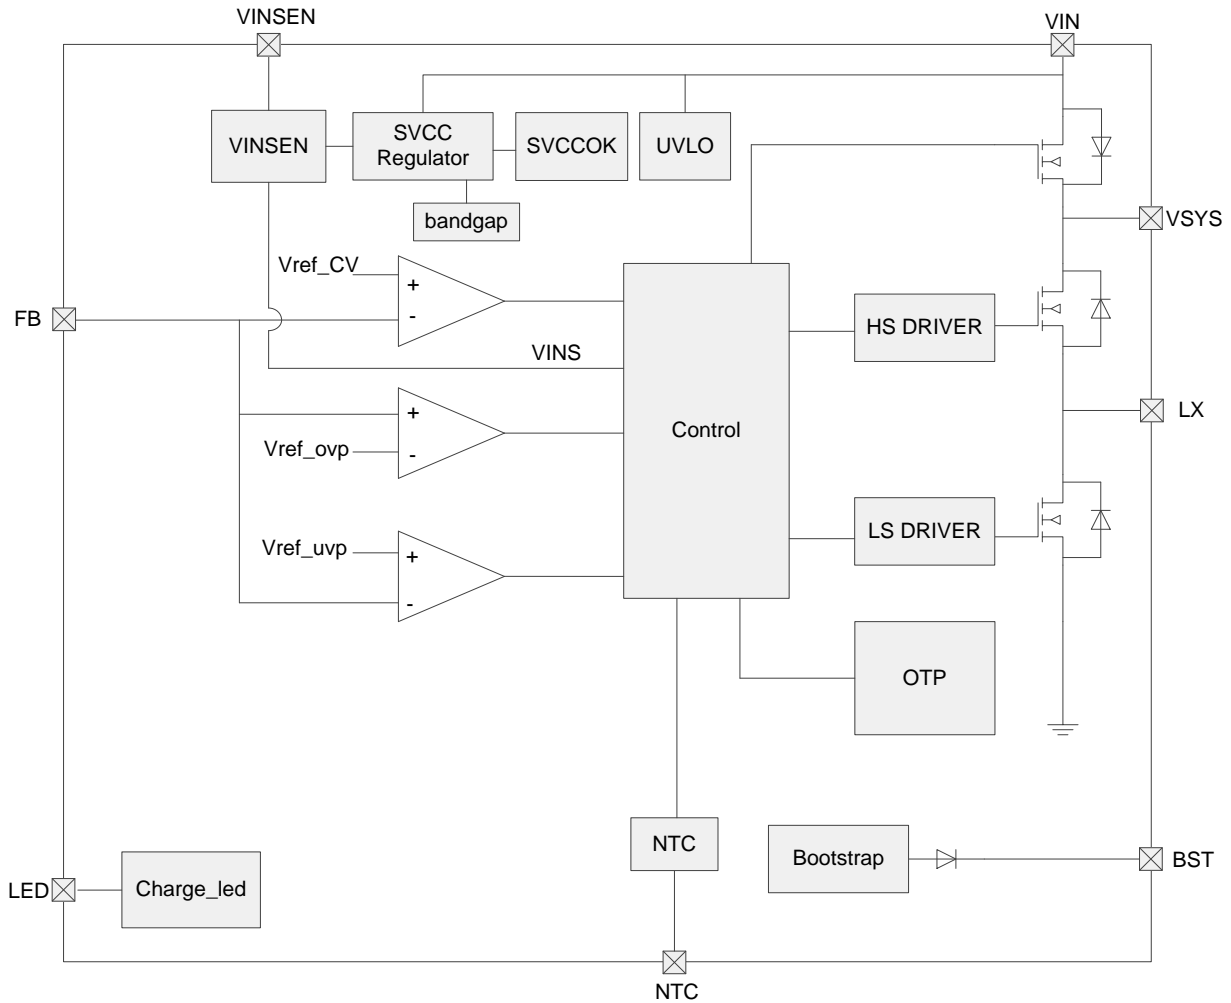 VINSEN
VIN
VINSEN
SVCC
Regulator
SVCCOK
UVLO
bandgap
VSYS
Vref_CV
+
-
FB
HS DRIVER
VINS
LX
+
Vref_ovp
-
Control
Vref_uvp
+
-
LS DRIVER
OTP
NTC
Bootstrap
BST
LED
Charge_led
NTC